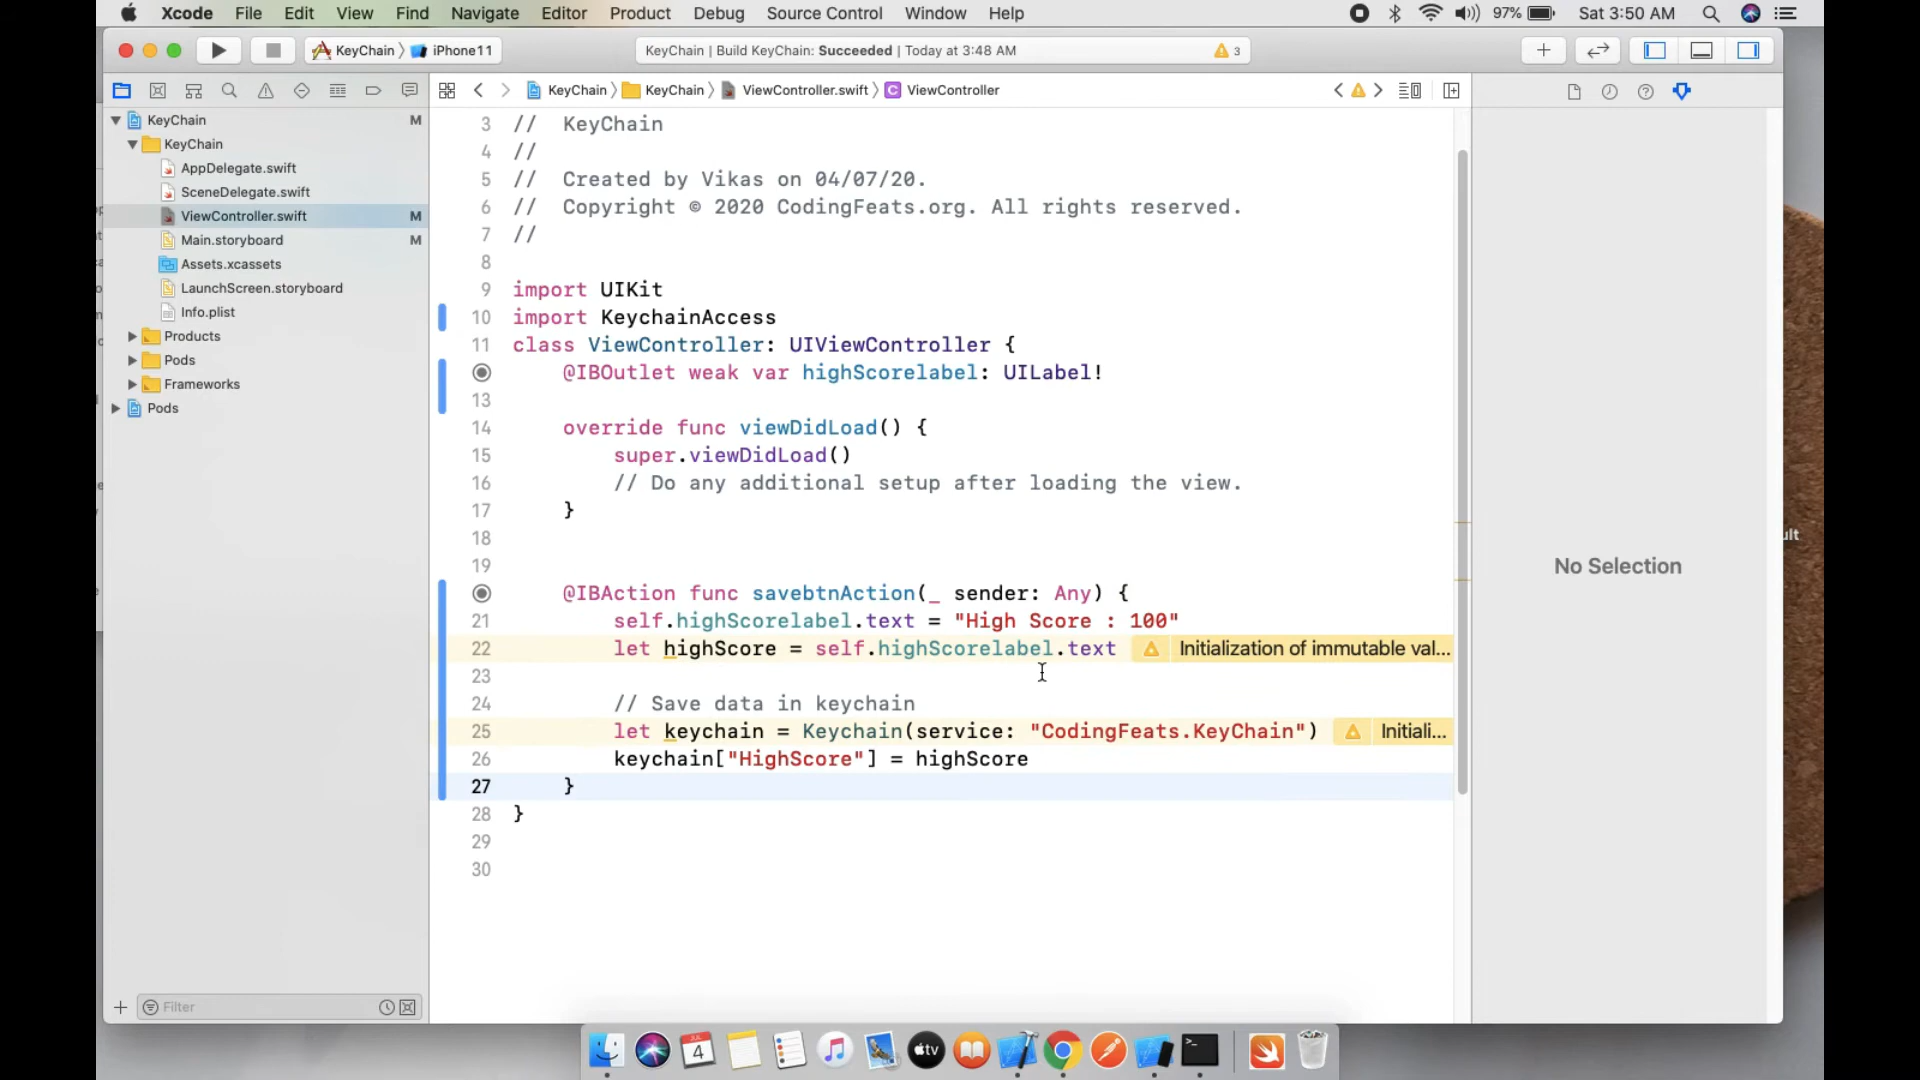 Xcode File Edit View Find Navigate Editor Product Debug Source Control Window Help 97% Sat 3:50 AM
KeyChain iPhone11 KeyChain | Build KeyChain: Succeeded | Today at 3:48 AM 3
KeyChain KeyChain ViewController.swift ViewController
KeyChain M
KeyChain
AppDelegate.swift
SceneDelegate.swift
ViewController.swift M
Main.storyboard M
Assets.xcassets
LaunchScreen.storyboard
Info.plist
Products
Pods
Frameworks
Pods
Filter
3 // KeyChain
4 //
5 // Created by Vikas on 04/07/20.
6 // Copyright © 2020 CodingFeats.org. All rights reserved.
7 //
8
9 import UIKit
10 import KeychainAccess
11 class ViewController: UIViewController {
@IBOutlet weak var highScorelabel: UILabel!
13
14 override func viewDidLoad() {
15 super.viewDidLoad()
16 // Do any additional setup after loading the view.
17 }
18
19
@IBAction func savebtnAction(_ sender: Any) {
21 self.highScorelabel.text = "High Score : 100"
22 let highScore = self.highScorelabel.text Initialization of immutable val...
23
24 // Save data in keychain
25 let keychain = Keychain(service: "CodingFeats.KeyChain") Initiali...
26 keychain["HighScore"] = highScore
27 }
28 }
29
30
No Selection
ult
JUL
4
tv